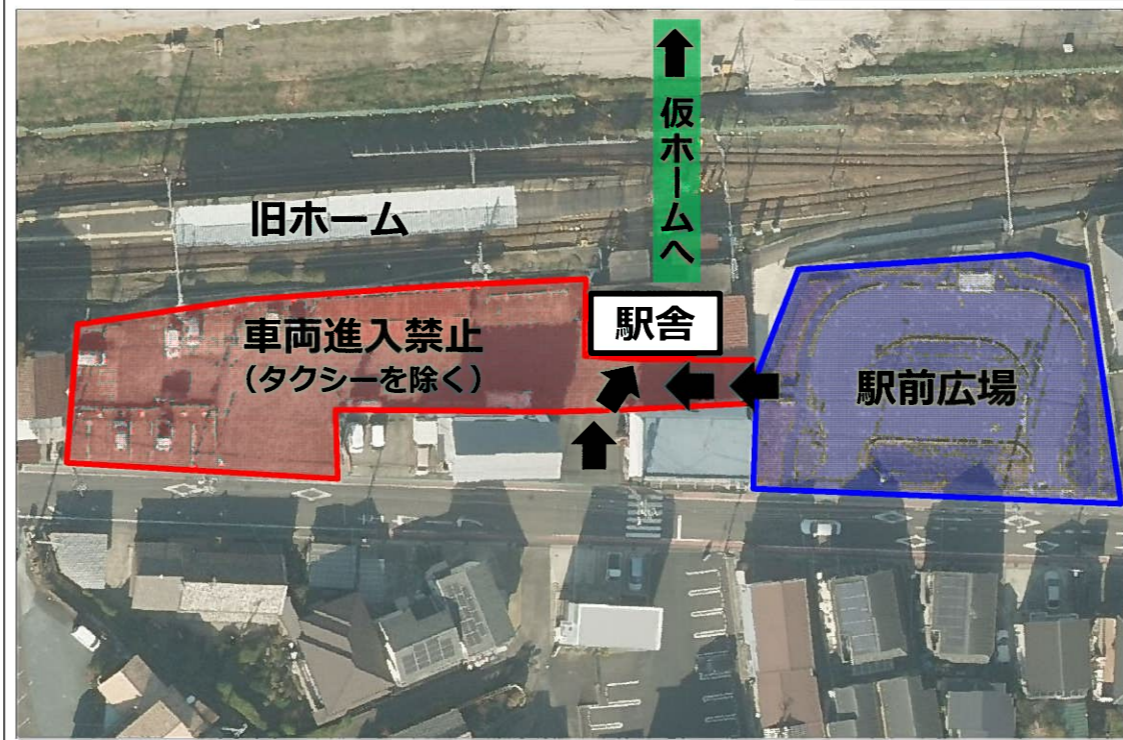 仮ホームへ
旧ホーム
駅舎
車両進入禁止
（タクシーを除く）
駅前広場